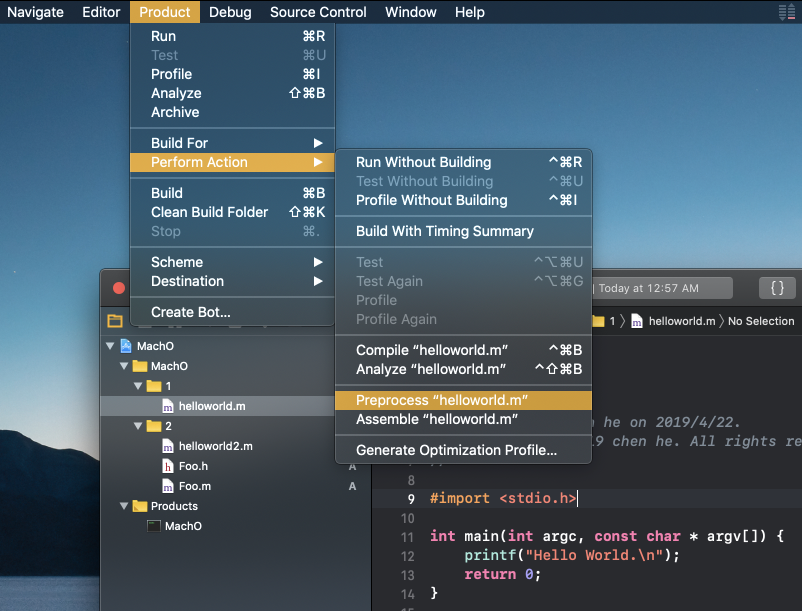 Navigate Editor Product Debug Source Control Window Help
Run ⌘R
Test ⌘U
Profile ⌘I
Analyze ⇧⌘B
Archive
Build For ▶
Perform Action ▶
Build ⌘B
Clean Build Folder ⇧⌘K
Stop ⌘.
Scheme ▶
Destination ▶
Create Bot...
Run Without Building ^⌘R
Test Without Building ^⌘U
Profile Without Building ^⌘I
Build With Timing Summary
Test ^⌥⌘U
Test Again ^⌥⌘G
Profile
Profile Again
Compile “helloworld.m” ^⌘B
Analyze “helloworld.m” ^⇧⌘B
Preprocess “helloworld.m”
Assemble “helloworld.m”
Generate Optimization Profile...
Today at 12:57 AM {}
1 〉 m helloworld.m 〉 No Selection
MachO
MachO
1
m helloworld.m
2
m helloworld2.m
h Foo.h A
m Foo.m A
Products
MachO
he on 2019/4/22.
9 chen he. All rights re
8
9 #import <stdio.h>
10
11 int main(int argc, const char * argv[]) {
12 printf("Hello World.\n");
13 return 0;
14 }